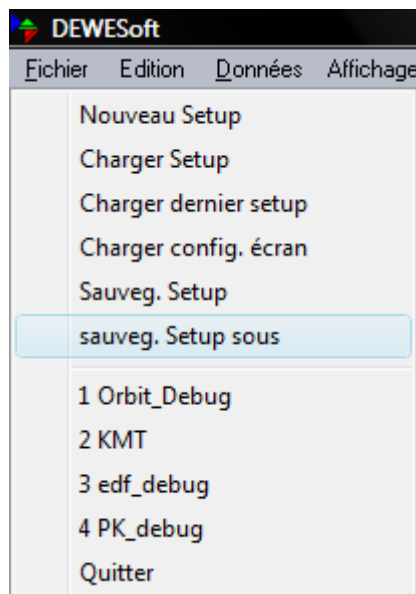 DEWESoft
Fichier Edition Données Affichage
Nouveau Setup
Charger Setup
Charger dernier setup
Charger config. écran
Sauveg. Setup
sauveg. Setup sous
1 Orbit_Debug
2 KMT
3 edf_debug
4 PK_debug
Quitter